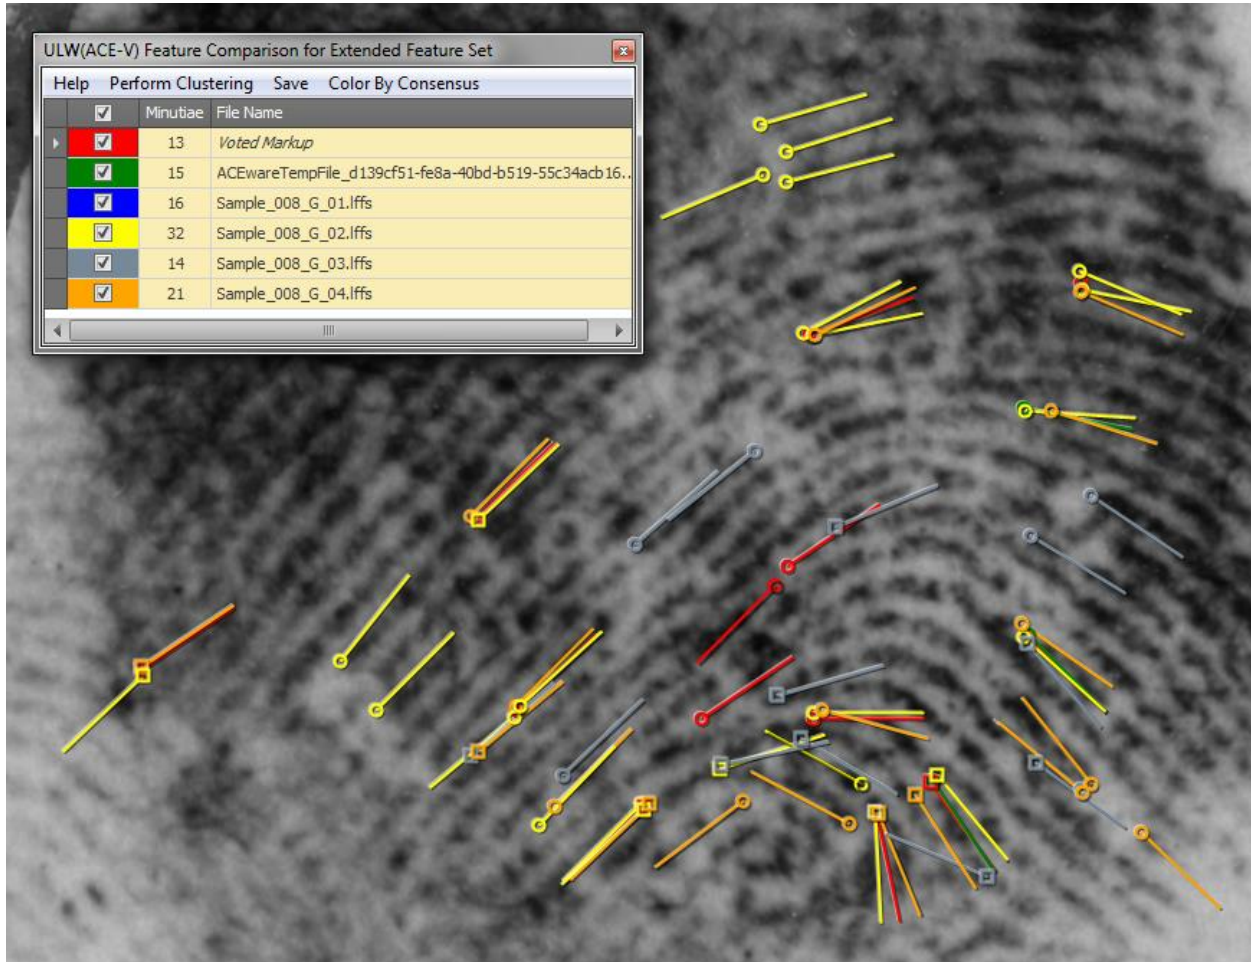 ULW(ACE-V) Feature Comparison for Extended Feature Set
Help Perform Clustering Save Color By Consensus
Minutiae File Name
13 Voted Markup
15 ACEwareTempFile_d139cf51-fe8a-40bd-b519-55c34acb16..
16 Sample_008_G_01.lffs
32 Sample_008_G_02.lffs
14 Sample_008_G_03.lffs
21 Sample_008_G_04.lffs